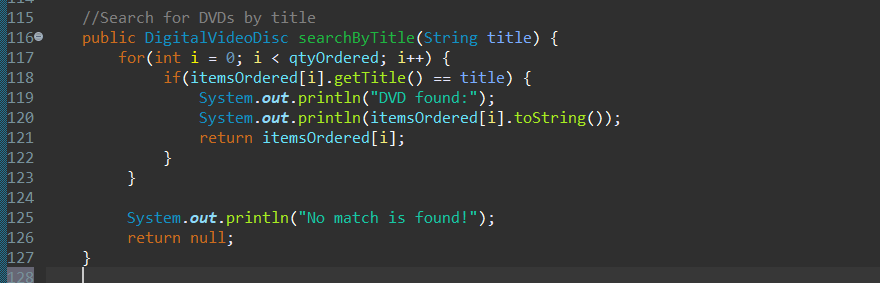 115 //Search for DVDs by title
116 public DigitalVideoDisc searchByTitle(String title) {
117 for(int i = 0; i < qtyOrdered; i++) {
118 if(itemsOrdered[i].getTitle() == title) {
119 System.out.println("DVD found:");
120 System.out.println(itemsOrdered[i].toString());
121 return itemsOrdered[i];
122 }
123 }
124
125 System.out.println("No match is found!");
126 return null;
127 }
128